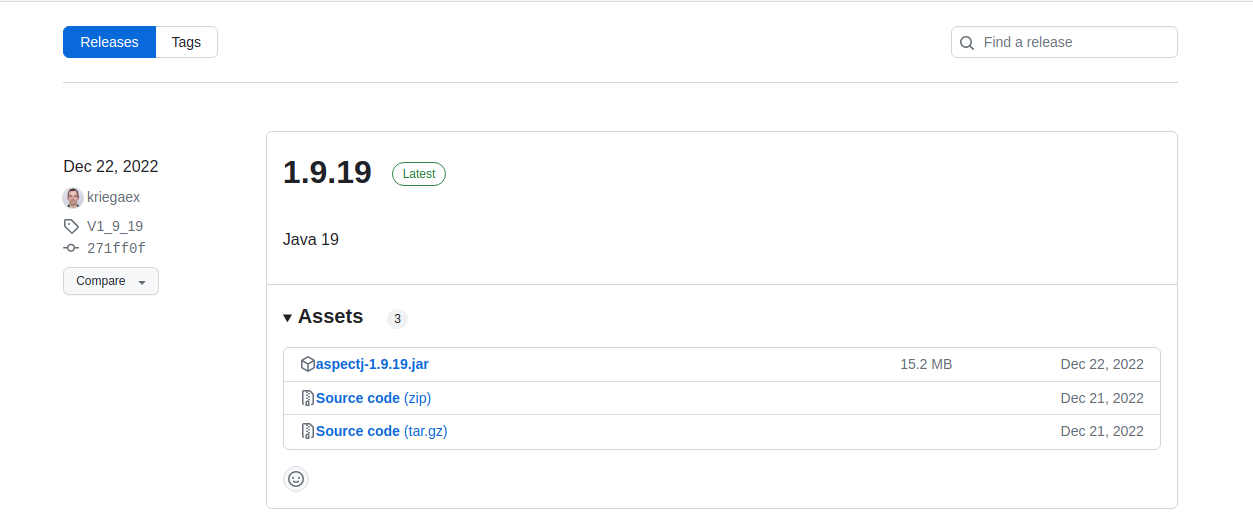 Releases Tags Find a release
Dec 22, 2022
kriegaex
V1_9_19
271ff0f
Compare
1.9.19 Latest
Java 19
Assets 3
aspectj-1.9.19.jar 15.2 MB Dec 22, 2022
Source code (zip) Dec 21, 2022
Source code (tar.gz) Dec 21, 2022